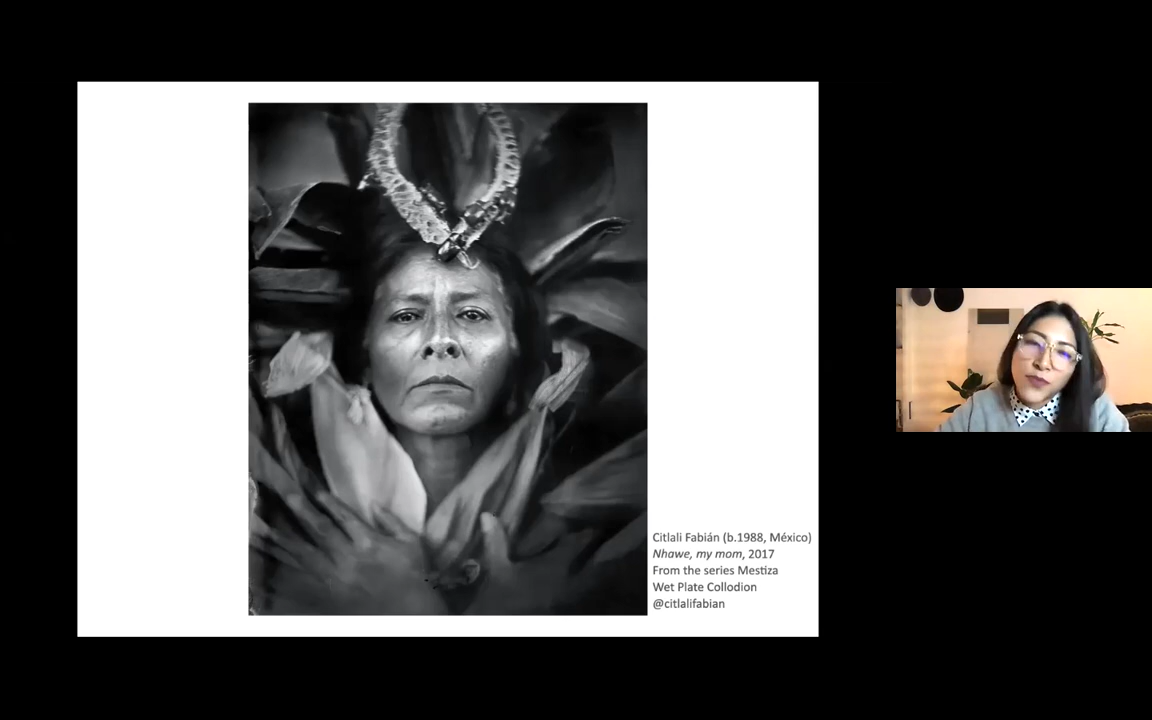 Citlali Fabián (b.1988, México)
Nhawe, my mom, 2017
From the series Mestiza
Wet Plate Collodion
@citlalifabian